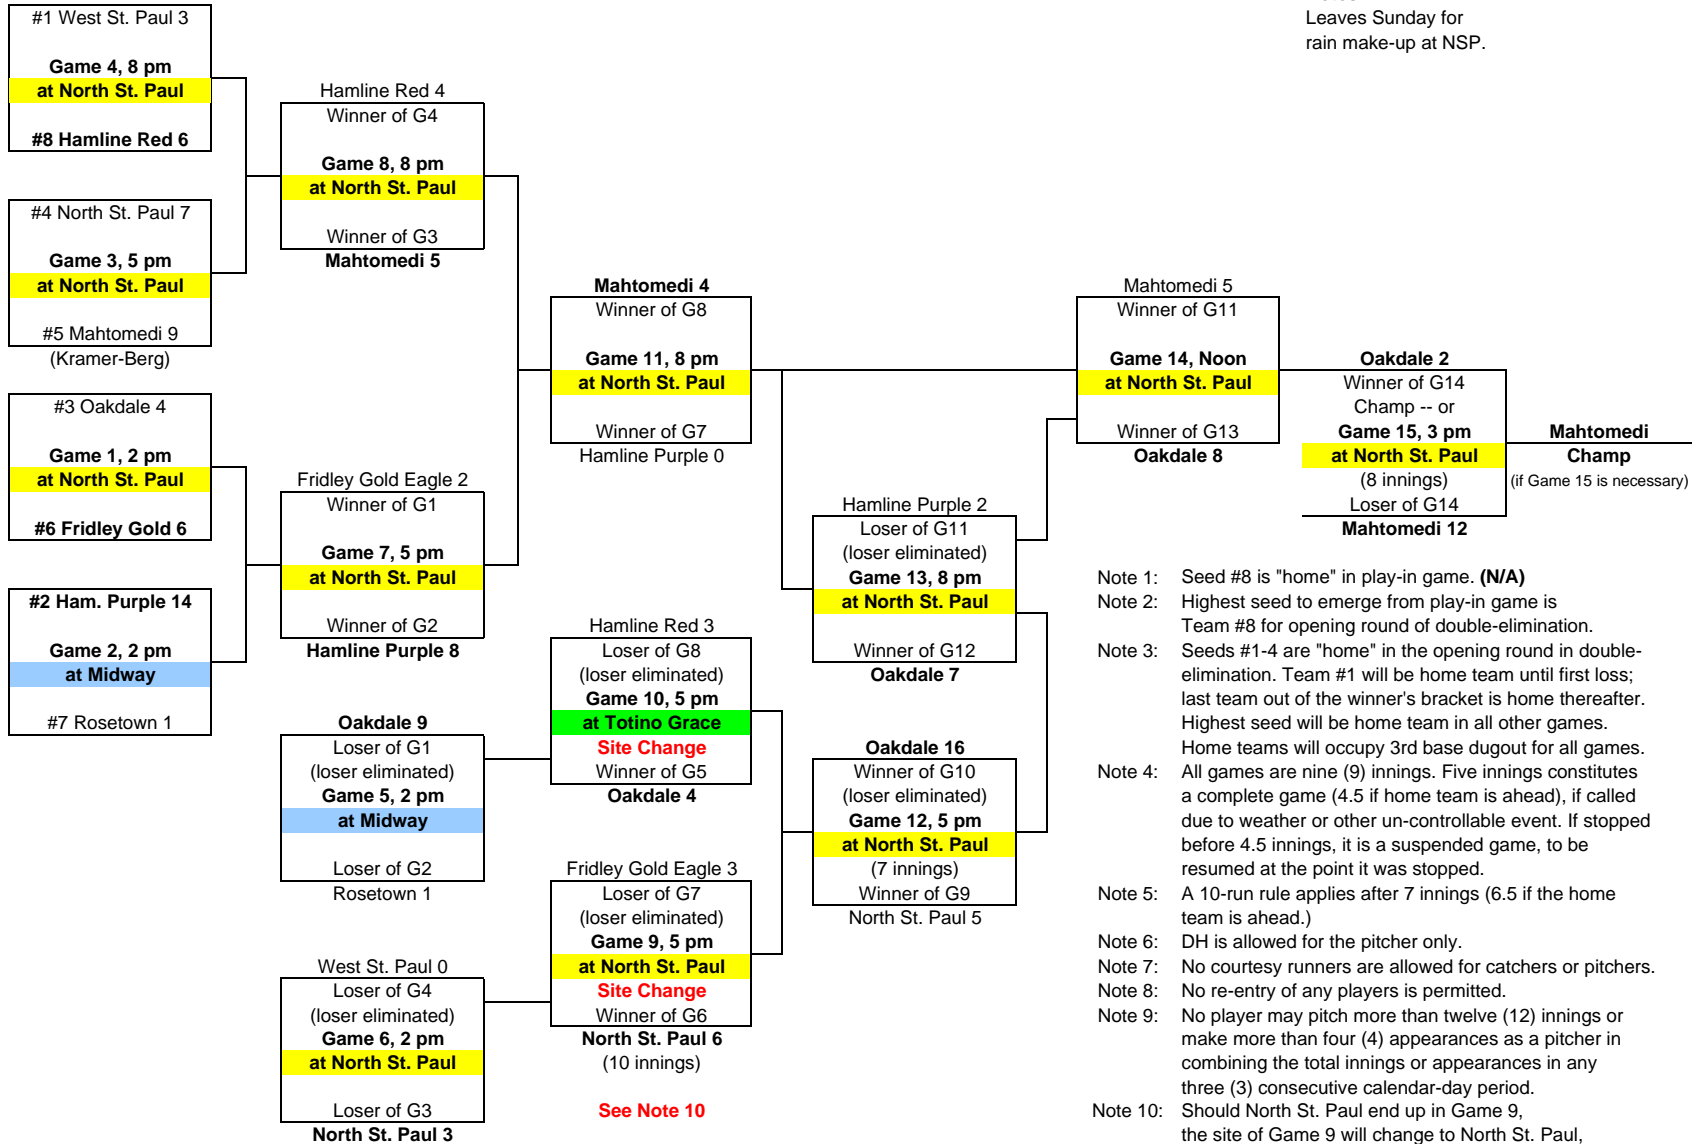 Leaves Sunday for
rain make-up at NSP.
#1 West St. Paul 3
Game 4, 8 pm
at North St. Paul
#8 Hamline Red 6
#4 North St. Paul 7
Game 3, 5 pm
at North St. Paul
#5 Mahtomedi 9
(Kramer-Berg)
#3 Oakdale 4
Game 1, 2 pm
at North St. Paul
#6 Fridley Gold 6
#2 Ham. Purple 14
Game 2, 2 pm
at Midway
#7 Rosetown 1
Hamline Red 4
Winner of G4
Game 8, 8 pm
at North St. Paul
Winner of G3
Mahtomedi 5
Fridley Gold Eagle 2
Winner of G1
Game 7, 5 pm
at North St. Paul
Winner of G2
Hamline Purple 8
Oakdale 9
Loser of G1
(loser eliminated)
Game 5, 2 pm
at Midway
Loser of G2
Rosetown 1
West St. Paul 0
Loser of G4
(loser eliminated)
Game 6, 2 pm
at North St. Paul
Loser of G3
North St. Paul 3
Mahtomedi 4
Winner of G8
Game 11, 8 pm
at North St. Paul
Winner of G7
Hamline Purple 0
Hamline Red 3
Loser of G8
(loser eliminated)
Game 10, 5 pm
at Totino Grace
Site Change
Winner of G5
Oakdale 4
Fridley Gold Eagle 3
Loser of G7
(loser eliminated)
Game 9, 5 pm
at North St. Paul
Site Change
Winner of G6
North St. Paul 6
(10 innings)
See Note 10
Hamline Purple 2
Loser of G11
(loser eliminated)
Game 13, 8 pm
at North St. Paul
Winner of G12
Oakdale 7
Oakdale 16
Winner of G10
(loser eliminated)
Game 12, 5 pm
at North St. Paul
(7 innings)
Winner of G9
North St. Paul 5
Mahtomedi 5
Winner of G11
Game 14, Noon
at North St. Paul
Winner of G13
Oakdale 8
Oakdale 2
Winner of G14
Champ -- or
Game 15, 3 pm
at North St. Paul
(8 innings)
Loser of G14
Mahtomedi 12
Mahtomedi
Champ
(if Game 15 is necessary)
Note 1: Seed #8 is "home" in play-in game. (N/A)
Note 2: Highest seed to emerge from play-in game is
Team #8 for opening round of double-elimination.
Note 3: Seeds #1-4 are "home" in the opening round in double-
elimination. Team #1 will be home team until first loss;
last team out of the winner's bracket is home thereafter.
Highest seed will be home team in all other games.
Home teams will occupy 3rd base dugout for all games.
Note 4: All games are nine (9) innings. Five innings constitutes
a complete game (4.5 if home team is ahead), if called
due to weather or other un-controllable event. If stopped
before 4.5 innings, it is a suspended game, to be
resumed at the point it was stopped.
Note 5: A 10-run rule applies after 7 innings (6.5 if the home
team is ahead.)
Note 6: DH is allowed for the pitcher only.
Note 7: No courtesy runners are allowed for catchers or pitchers.
Note 8: No re-entry of any players is permitted.
Note 9: No player may pitch more than twelve (12) innings or
make more than four (4) appearances as a pitcher in
combining the total innings or appearances in any
three (3) consecutive calendar-day period.
Note 10: Should North St. Paul end up in Game 9,
the site of Game 9 will change to North St. Paul,